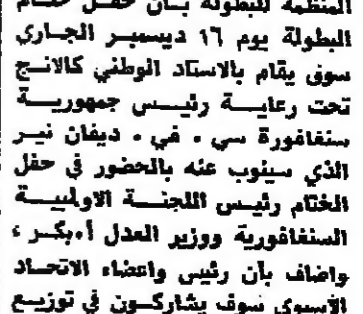 المنظمة للبطولة بأن حفل ختام
البطولة يوم ١٦ ديسمبر الجاري
سوف يقام بالاستاد الوطني كالانج
تحت رعاية رئيس جمهورية
سنغافورة سي . في . ديفان نير
الذي سينوب عنه بالحضور في حفل
الختام رئيس اللجنة الاولمبية
السنغافورية ووزير العدل أ.بكر ،
واضاف بأن رئيس واعضاء الاتحاد
الآسيوي سوف يشاركون في توزيع